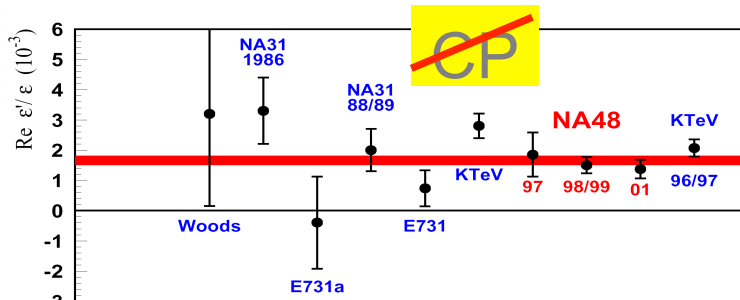 Re ε'/ε (10⁻³)
6
5
4
3
2
1
0
-1
-2
CP
NA31
1986
NA31
88/89
NA48
KTeV
KTeV
97
98/99
01
96/97
Woods
E731
E731a